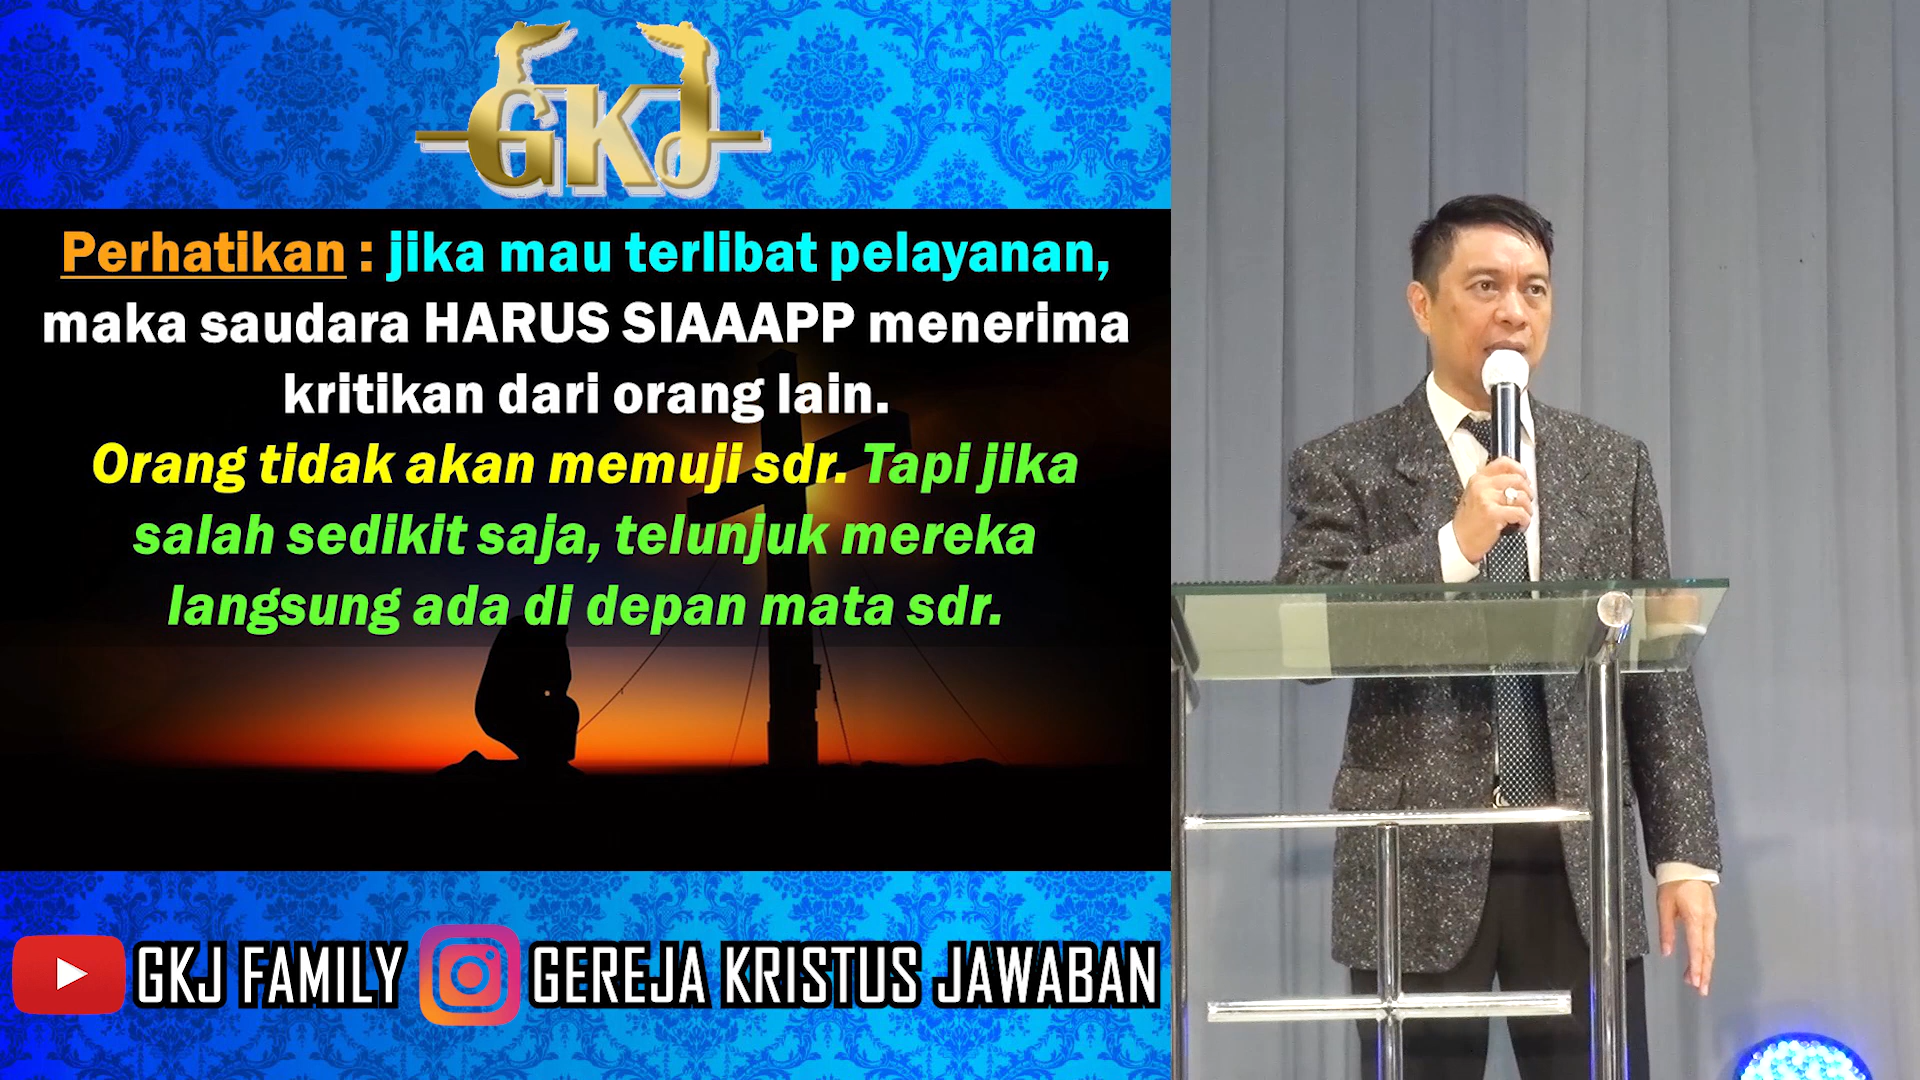 GKJ
Perhatikan : jika mau terlibat pelayanan,
maka saudara HARUS SIAAAPP menerima
kritikan dari orang lain.
Orang tidak akan memuji sdr. Tapi jika
salah sedikit saja, telunjuk mereka
langsung ada di depan mata sdr.
GKJ FAMILY GEREJA KRISTUS JAWABAN